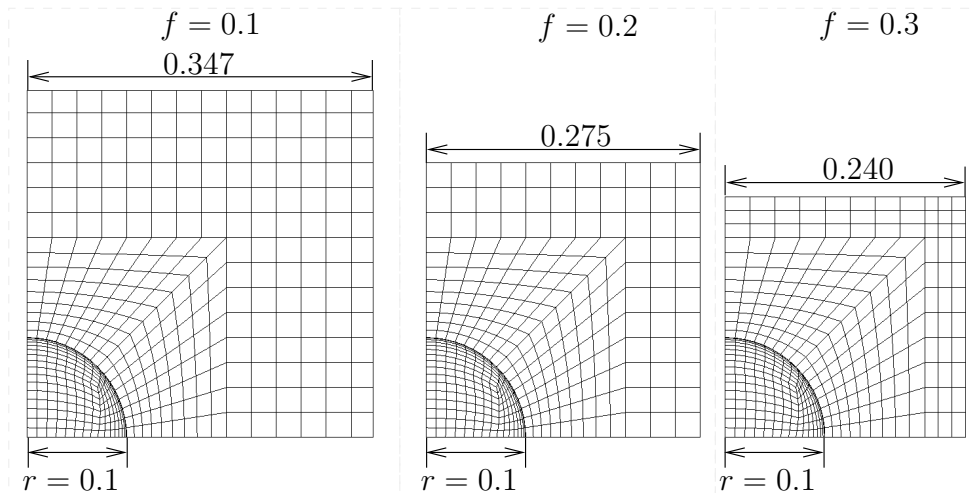 f = 0.1
0.347
r = 0.1
f = 0.2
0.275
r = 0.1
f = 0.3
0.240
r = 0.1